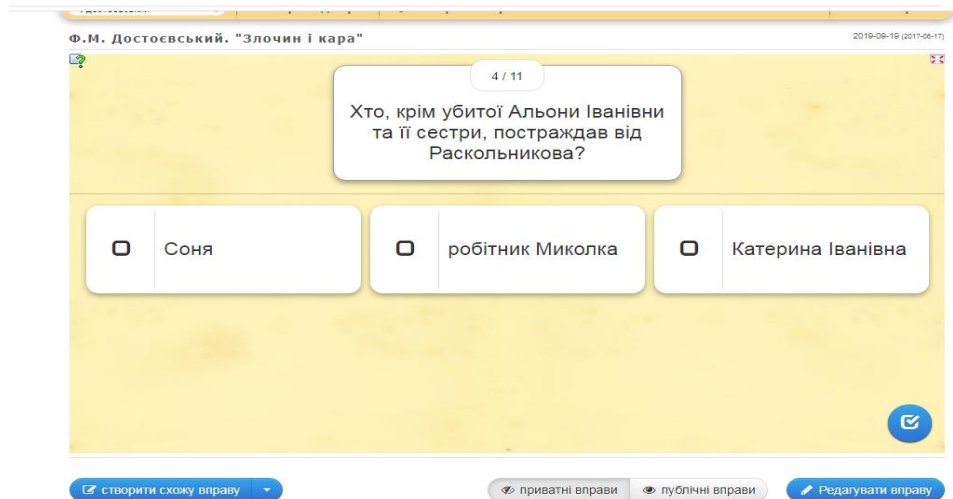 Ф.М. Достоєвський. "Злочин і кара"
2019-09-19 (2017-06-17)
4 / 11
Хто, крім убитої Альони Іванівни
та її сестри, постраждав від
Раскольникова?
Соня
робітник Миколка
Катерина Іванівна
створити схожу вправу
приватні вправи
публічні вправи
Редагувати вправу